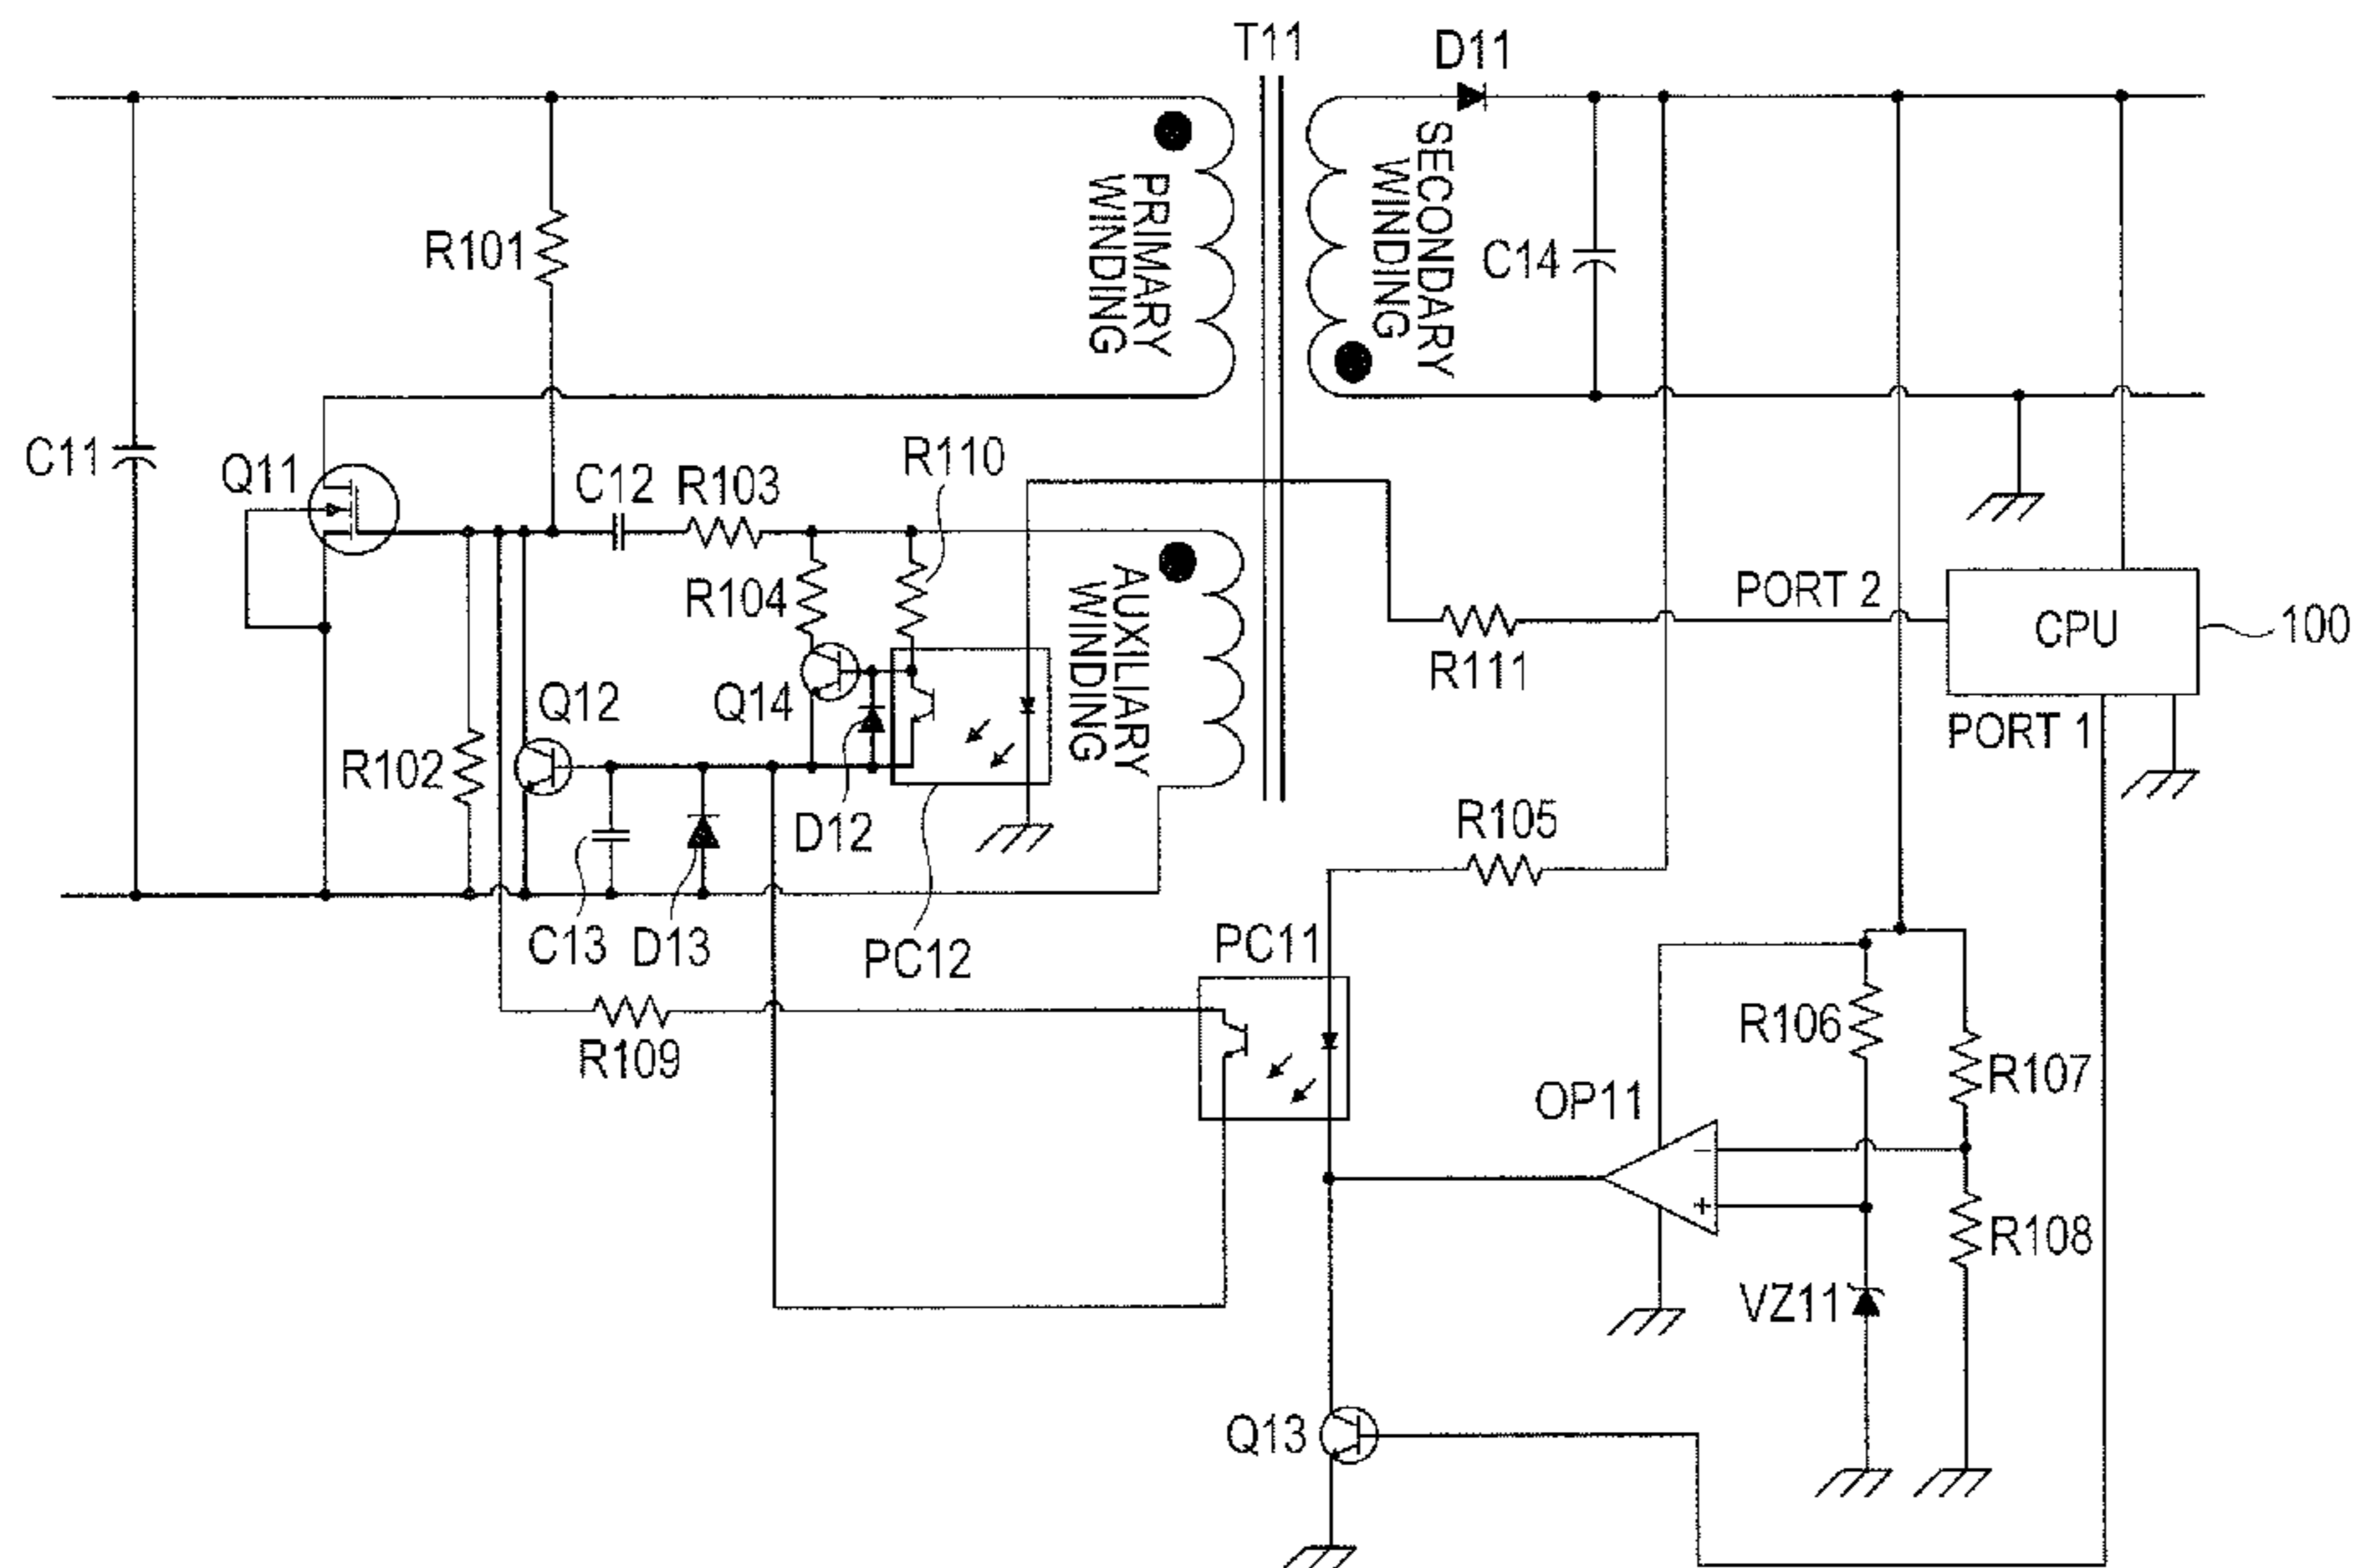 T11
D11
R101
PRIMARY
WINDING
SECONDARY
WINDING
C14
C11
Q11
C12
R103
R110
R104
AUXILIARY
WINDING
PORT 2
CPU
100
R111
Q14
Q12
PORT 1
R102
D12
R105
C13
D13
PC12
PC11
R106
R107
R109
OP11
−
+
R108
VZ11
Q13